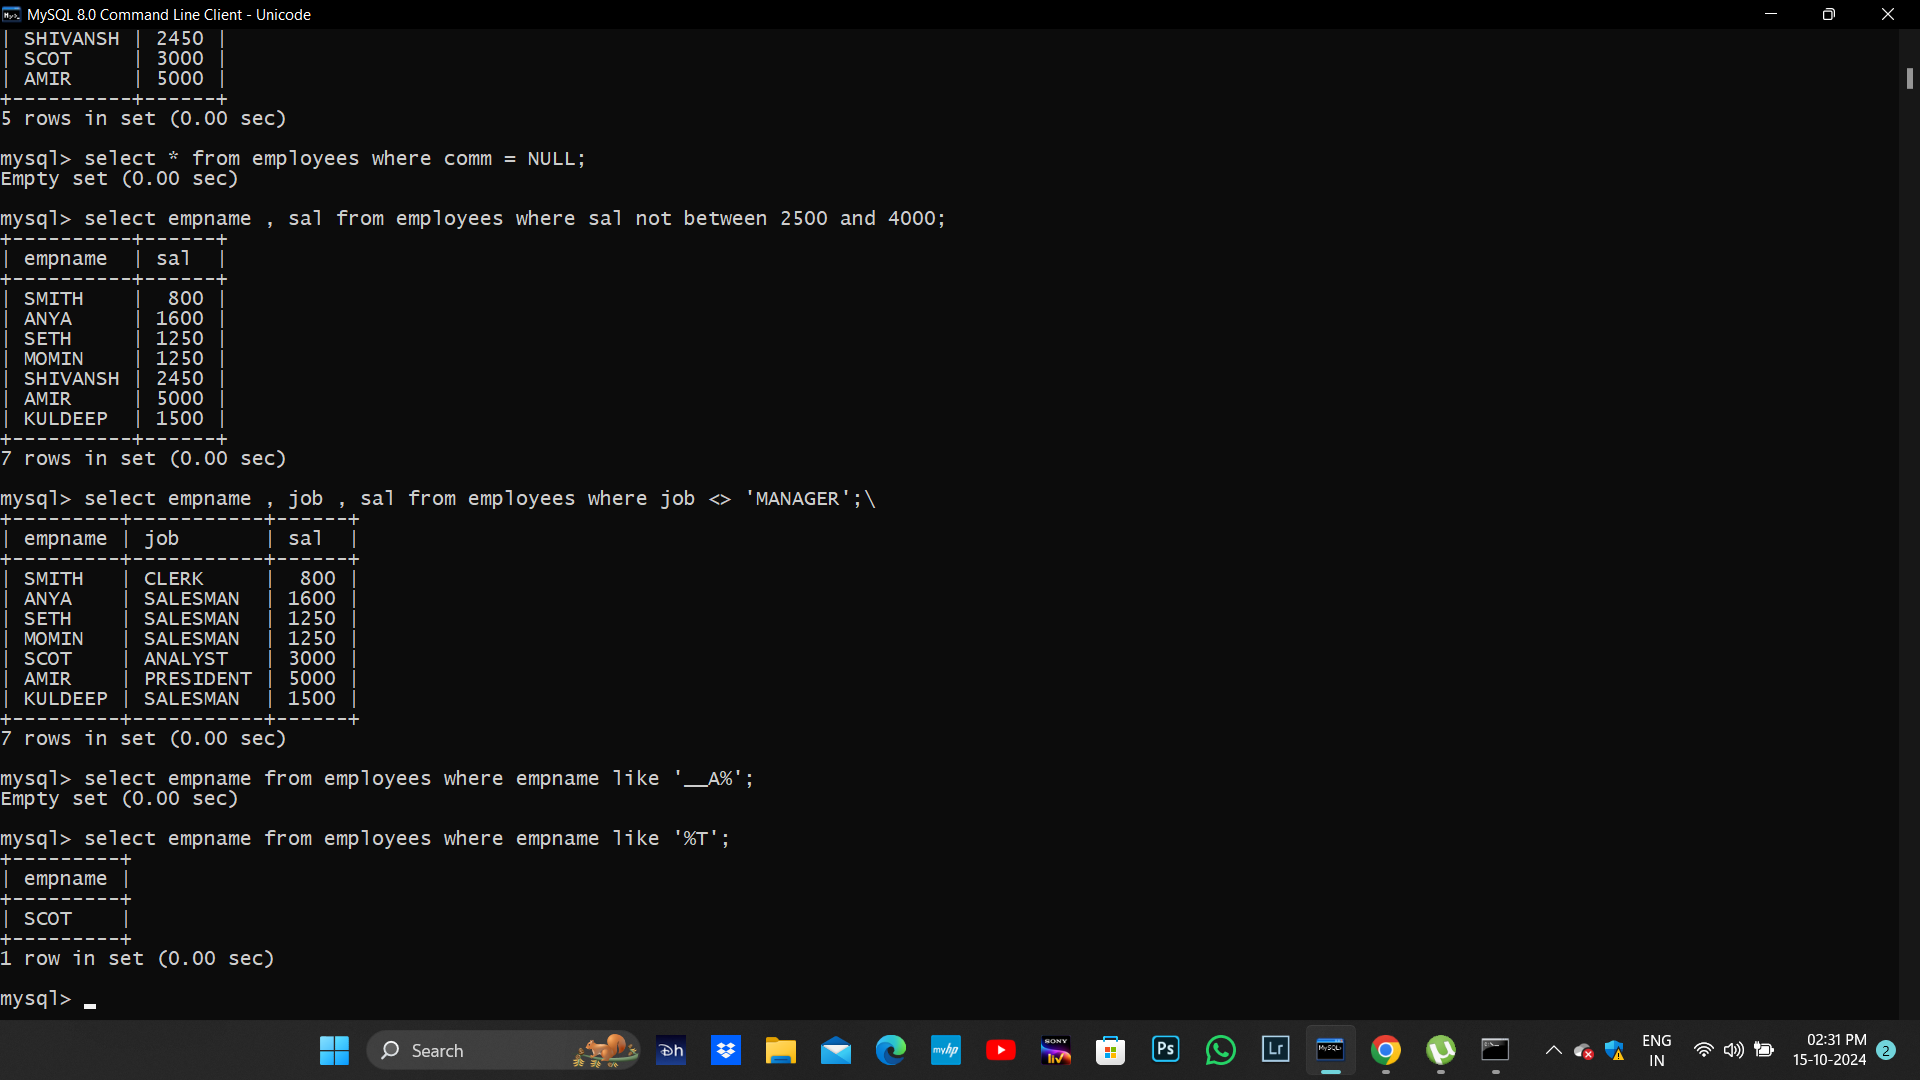 MySQL 8.0 Command Line Client - Unicode
| SHIVANSH | 2450 |
| SCOT     | 3000 |
| AMIR     | 5000 |
+----------+------+
5 rows in set (0.00 sec)
mysql> select * from employees where comm = NULL;
Empty set (0.00 sec)
mysql> select empname , sal from employees where sal not between 2500 and 4000;
+----------+------+
| empname  | sal  |
+----------+------+
| SMITH    |  800 |
| ANYA     | 1600 |
| SETH     | 1250 |
| MOMIN    | 1250 |
| SHIVANSH | 2450 |
| AMIR     | 5000 |
| KULDEEP  | 1500 |
+----------+------+
7 rows in set (0.00 sec)
mysql> select empname , job , sal from employees where job <> 'MANAGER';\
+---------+-----------+------+
| empname | job       | sal  |
+---------+-----------+------+
| SMITH   | CLERK     |  800 |
| ANYA    | SALESMAN  | 1600 |
| SETH    | SALESMAN  | 1250 |
| MOMIN   | SALESMAN  | 1250 |
| SCOT    | ANALYST   | 3000 |
| AMIR    | PRESIDENT | 5000 |
| KULDEEP | SALESMAN  | 1500 |
+---------+-----------+------+
7 rows in set (0.00 sec)
mysql> select empname from employees where empname like '__A%';
Empty set (0.00 sec)
mysql> select empname from employees where empname like '%T';
+---------+
| empname |
+---------+
| SCOT    |
+---------+
1 row in set (0.00 sec)
mysql> _
Search
Dh
myhp
SONY
liv
Ps
Lr
MySQL
ENG
IN
02:31 PM
15-10-2024
2